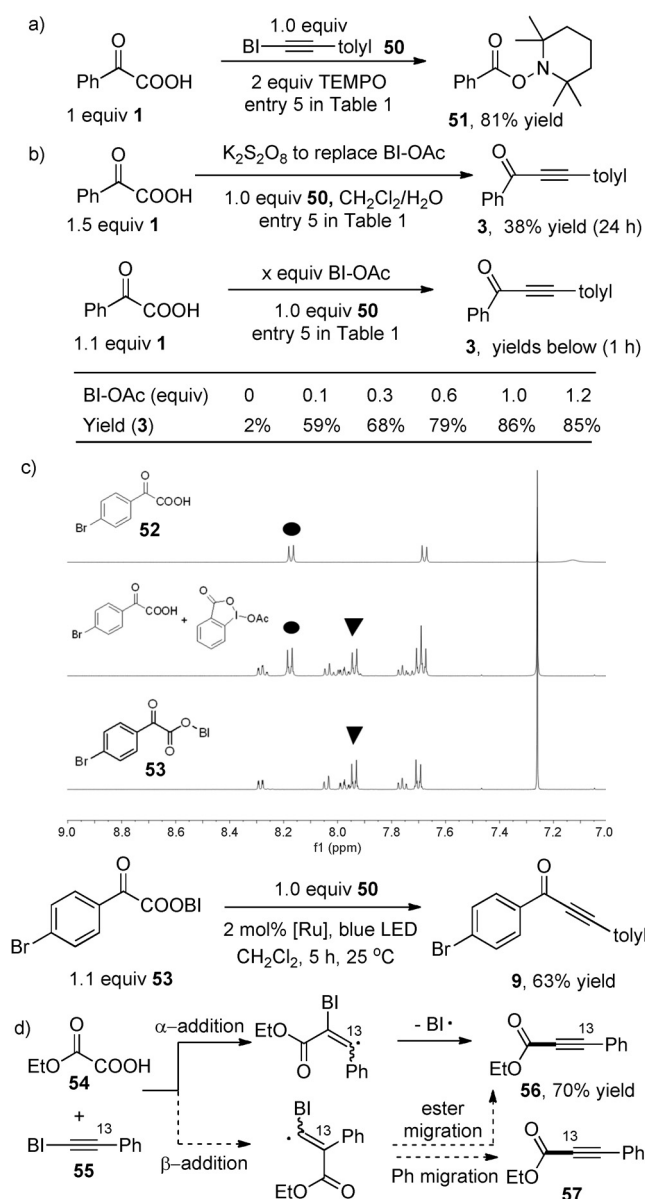 a)
1.0 equiv
BI tolyl 50
O
Ph COOH
1 equiv 1
2 equiv TEMPO
entry 5 in Table 1
O
Ph O N
51, 81% yield
b)
K2S2O8 to replace BI-OAc
O
Ph COOH
1.5 equiv 1
1.0 equiv 50, CH2Cl2/H2O
entry 5 in Table 1
O
Ph tolyl
3, 38% yield (24 h)
x equiv BI-OAc
O
Ph COOH
1.1 equiv 1
1.0 equiv 50
entry 5 in Table 1
O
Ph tolyl
3, yields below (1 h)
BI-OAc (equiv) 0 0.1 0.3 0.6 1.0 1.2
Yield (3) 2% 59% 68% 79% 86% 85%
c)
O
COOH
Br 52
O O
COOH + O
Br I OAc
O
O BI
Br O
53
9.0 8.8 8.6 8.4 8.2 8.0 7.8 7.6 7.4 7.2 7.0
f1 (ppm)
O
COOBI
Br
1.1 equiv 53
1.0 equiv 50
2 mol% [Ru], blue LED
CH2Cl2, 5 h, 25 °C
O
Br tolyl
9, 63% yield
d)
O
EtO COOH
54
+
13
BI Ph
55
α–addition
BI
EtO 13
O Ph
- BI•
O 13
Ph
EtO 56, 70% yield
β–addition
BI
13 Ph
EtO O
ester
migration
Ph migration
O 13
Ph
EtO 57